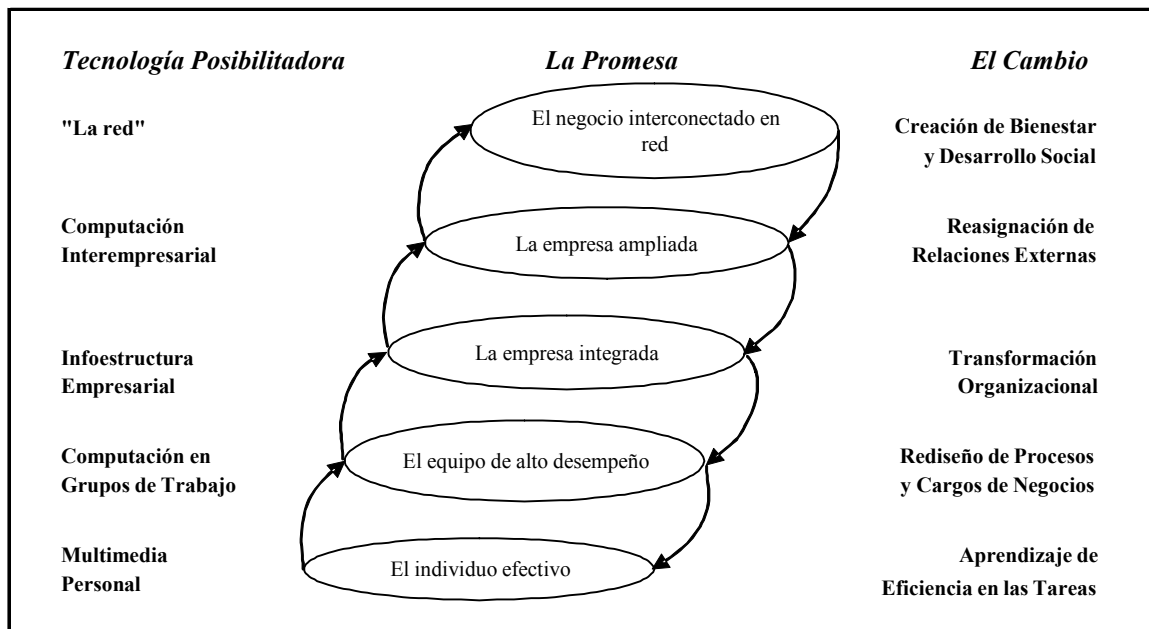 Tecnología Posibilitadora
La Promesa
El Cambio
"La red"
El negocio interconectado en
red
Creación de Bienestar
y Desarrollo Social
Computación
Interempresarial
La empresa ampliada
Reasignación de
Relaciones Externas
Infoestructura
Empresarial
La empresa integrada
Transformación
Organizacional
Computación en
Grupos de Trabajo
El equipo de alto desempeño
Rediseño de Procesos
y Cargos de Negocios
Multimedia
Personal
El individuo efectivo
Aprendizaje de
Eficiencia en las Tareas